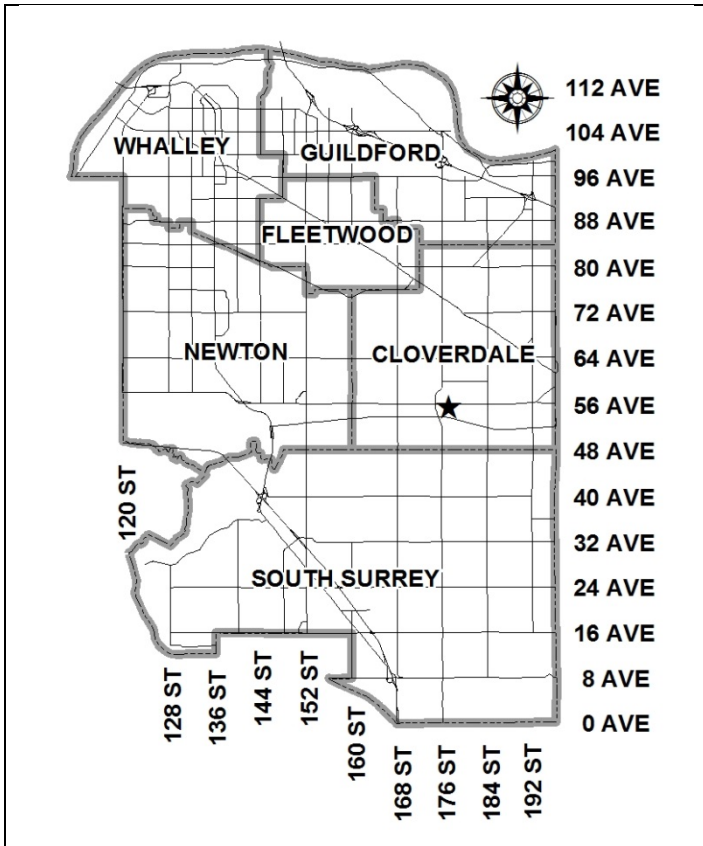 112 AVE
104 AVE
WHALLEY
GUILDFORD
96 AVE
88 AVE
FLEETWOOD
80 AVE
72 AVE
NEWTON
CLOVERDALE
64 AVE
56 AVE
48 AVE
120 ST
40 AVE
32 AVE
SOUTH SURREY
24 AVE
16 AVE
8 AVE
0 AVE
128 ST
136 ST
144 ST
152 ST
160 ST
168 ST
176 ST
184 ST
192 ST